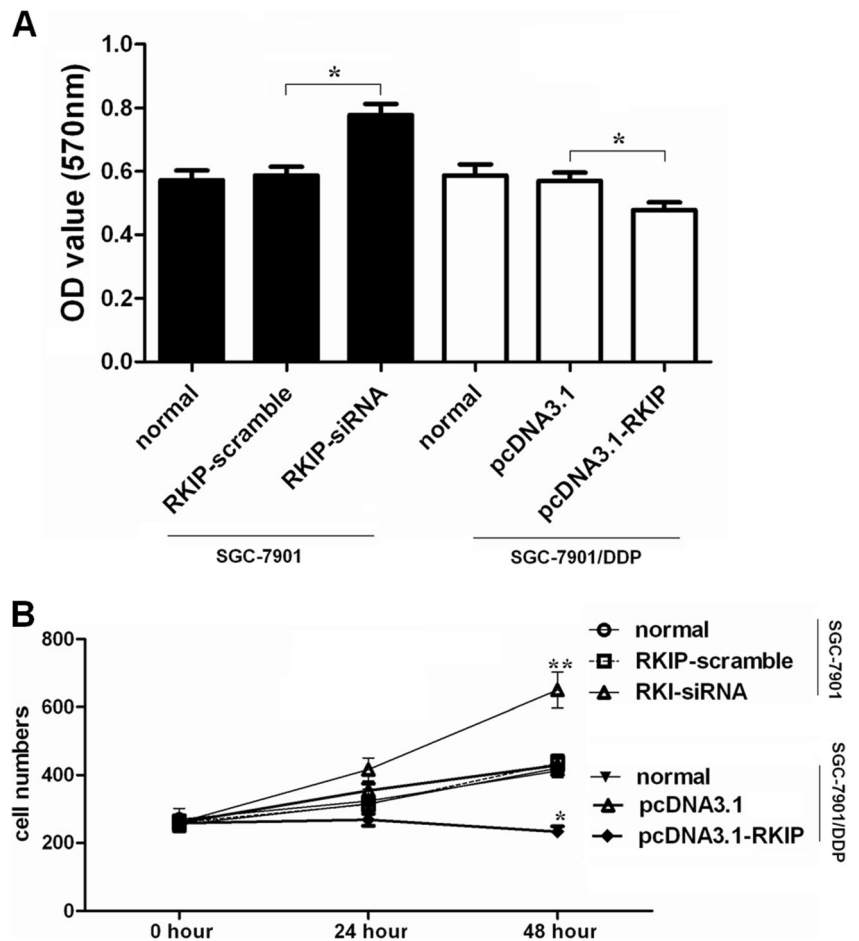 A
OD value (570nm)
1.0
0.8
0.6
0.4
0.2
0.0
*
*
normal
RKIP-scramble
RKIP-siRNA
normal
pcDNA3.1
pcDNA3.1-RKIP
SGC-7901
SGC-7901/DDP
B
cell numbers
800
600
400
200
0
**
*
0 hour
24 hour
48 hour
normal
RKIP-scramble
RKI-siRNA
SGC-7901
normal
pcDNA3.1
pcDNA3.1-RKIP
SGC-7901/DDP